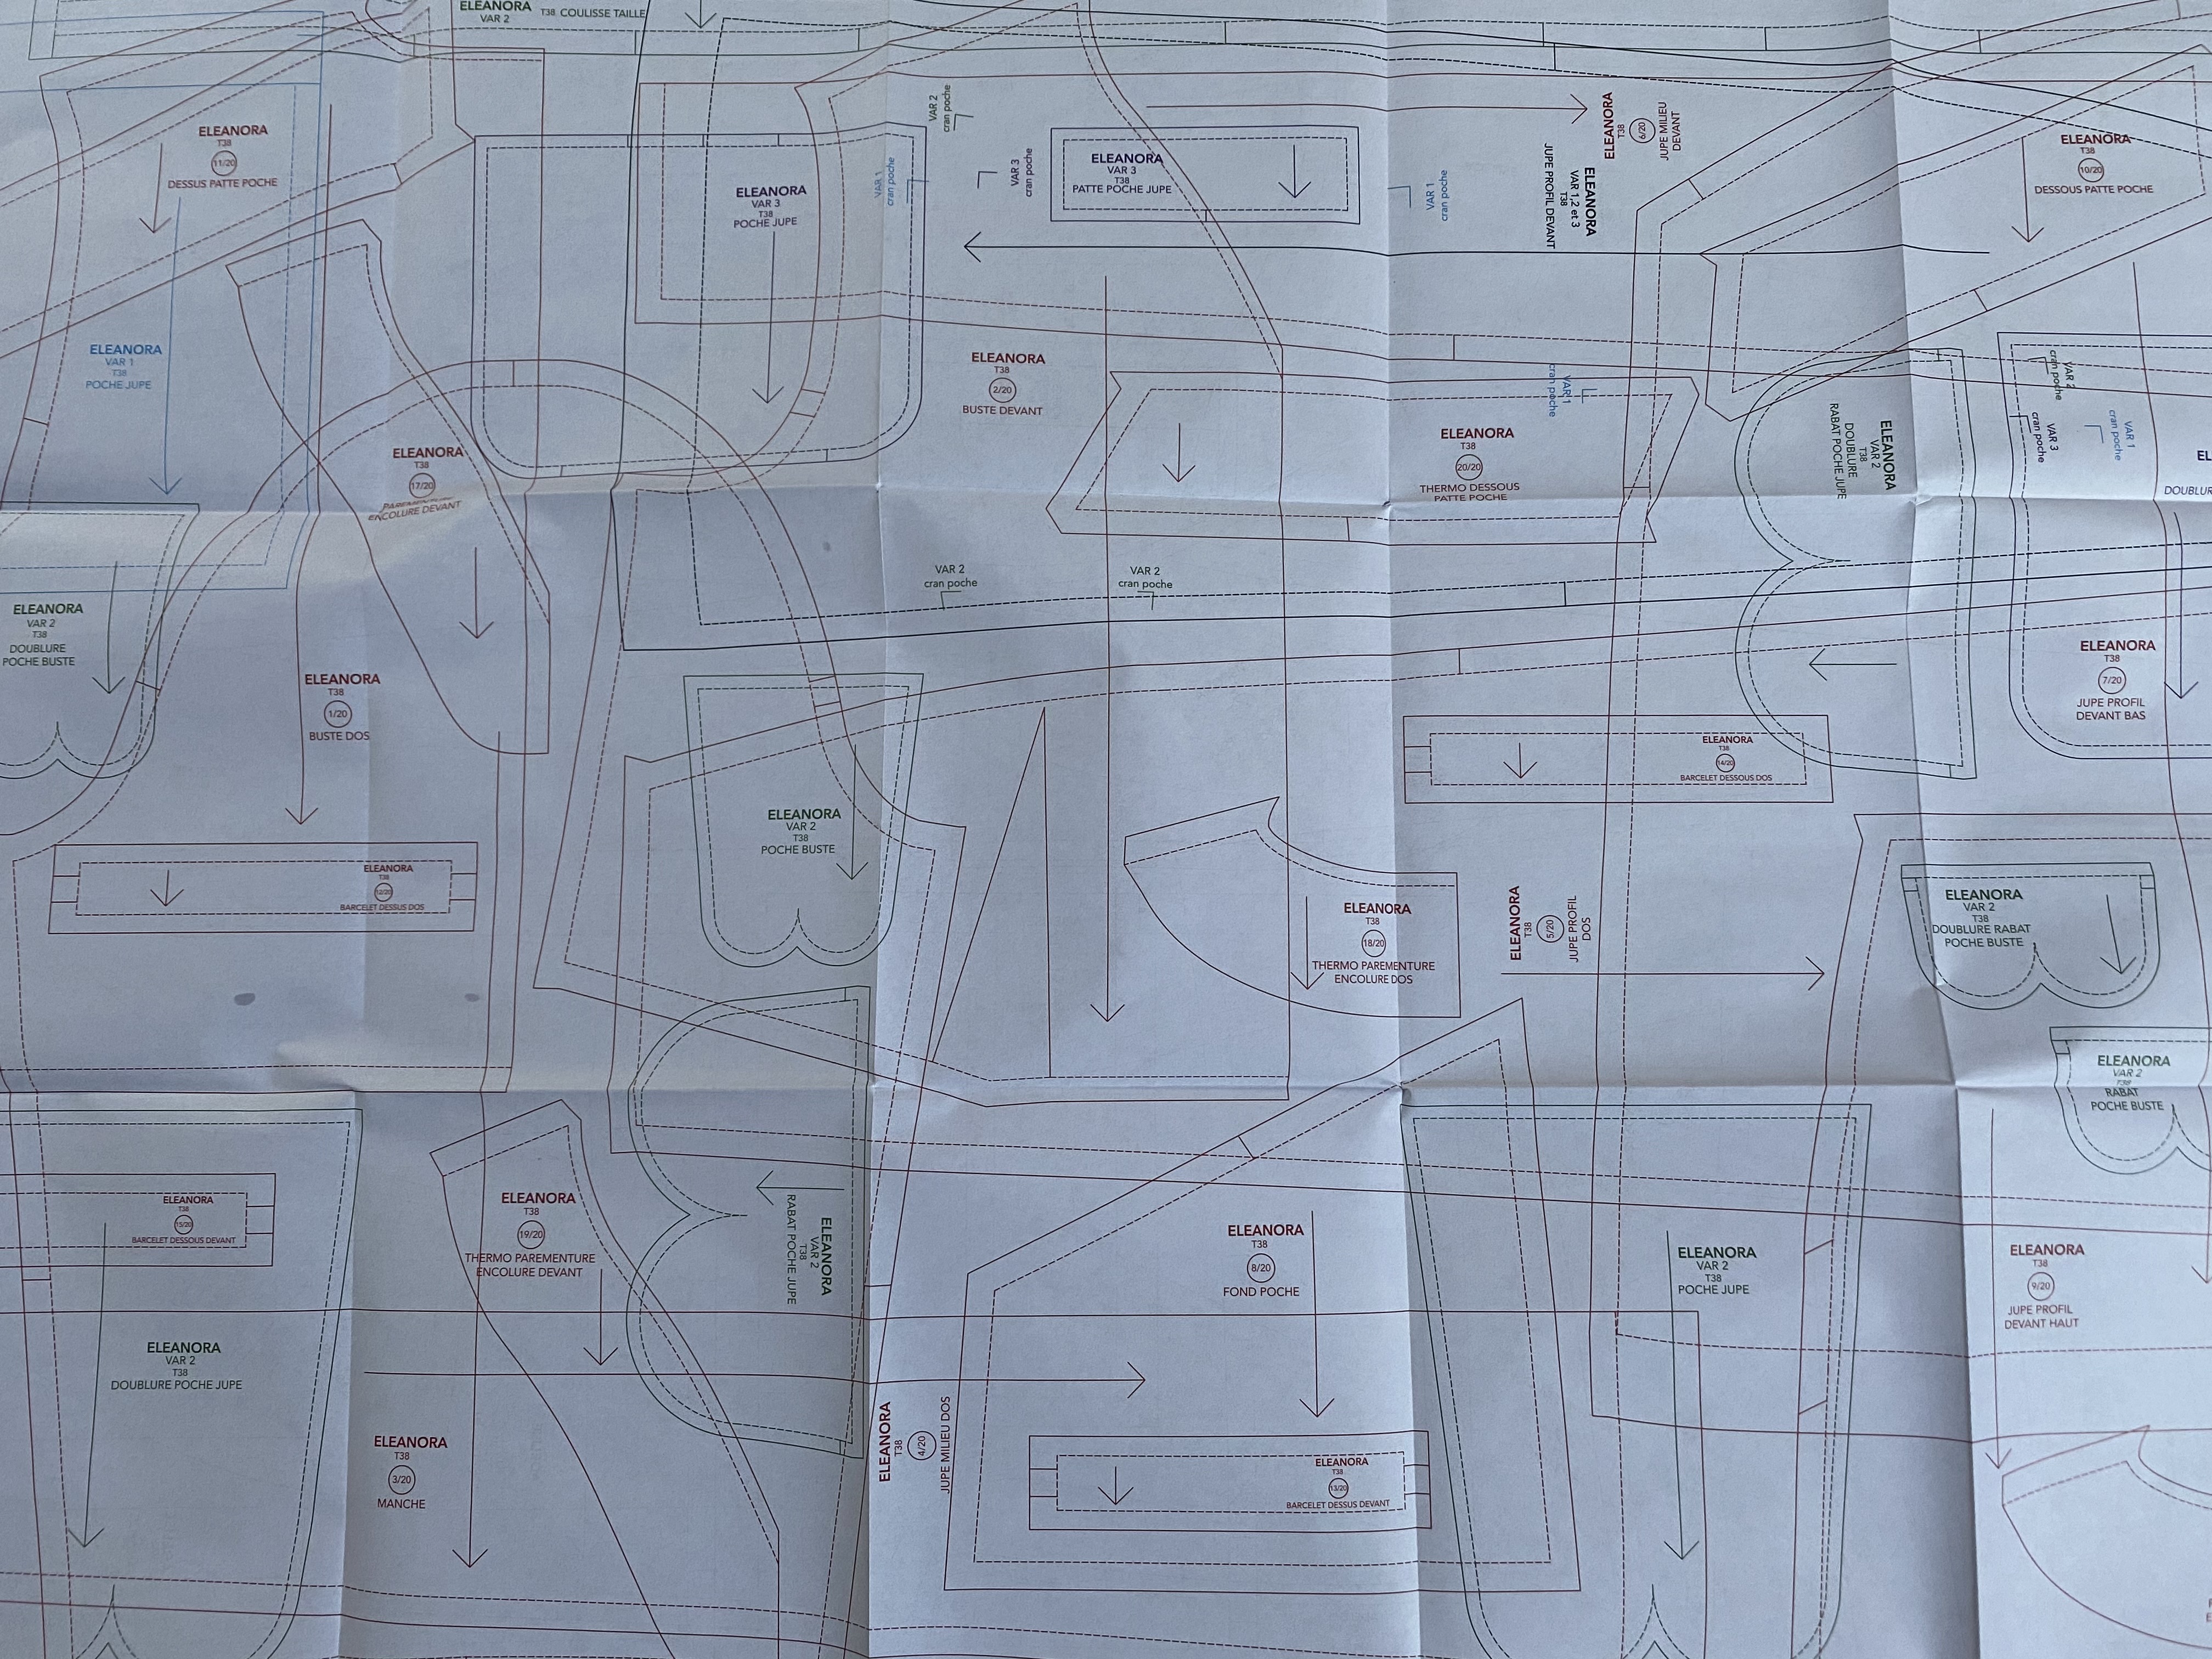 ELEANORA
VAR 2
T38 COULISSE TAILLE
ELEANORA
T38
11/20
DESSUS PATTE POCHE
ELEANORA
VAR 3
T38
POCHE JUPE
VAR 2
cran poche
VAR 1
cran poche
VAR 3
cran poche
ELEANORA
VAR 3
T38
PATTE POCHE JUPE
VAR 1
cran poche
ELEANORA
VAR 1,2 et 3
T38
JUPE PROFIL DEVANT
ELEANORA
T38
6/20
JUPE MILIEU
DEVANT
ELEANORA
T38
10/20
DESSOUS PATTE POCHE
ELEANORA
VAR 1
T38
POCHE JUPE
ELEANORA
T38
17/20
PAREMENTURE
ENCOLURE DEVANT
ELEANORA
T38
2/20
BUSTE DEVANT
ELEANORA
T38
20/20
THERMO DESSOUS
PATTE POCHE
VAR 1
cran poche
ELEANORA
VAR 2
T38
DOUBLURE
RABAT POCHE JUPE
VAR 2
cran poche
VAR 3
cran poche
VAR 1
cran poche
EL
DOUBLU
VAR 2
cran poche
VAR 2
cran poche
ELEANORA
VAR 2
T38
DOUBLURE
POCHE BUSTE
ELEANORA
T38
1/20
BUSTE DOS
ELEANORA
T38
7/20
JUPE PROFIL
DEVANT BAS
ELEANORA
T38
14/20
BARCELET DESSOUS DOS
ELEANORA
VAR 2
T38
POCHE BUSTE
ELEANORA
T38
12/20
BARCELET DESSUS DOS
ELEANORA
T38
18/20
THERMO PAREMENTURE
ENCOLURE DOS
ELEANORA
T38
5/20
JUPE PROFIL
DOS
ELEANORA
VAR 2
T38
DOUBLURE RABAT
POCHE BUSTE
ELEANORA
VAR 2
T38
RABAT
POCHE BUSTE
ELEANORA
T38
15/20
BARCELET DESSOUS DEVANT
ELEANORA
T38
19/20
THERMO PAREMENTURE
ENCOLURE DEVANT
ELEANORA
VAR 2
T38
RABAT POCHE JUPE
ELEANORA
T38
8/20
FOND POCHE
ELEANORA
VAR 2
T38
POCHE JUPE
ELEANORA
T38
9/20
JUPE PROFIL
DEVANT HAUT
ELEANORA
VAR 2
T38
DOUBLURE POCHE JUPE
ELEANORA
T38
3/20
MANCHE
ELEANORA
T38
4/20
JUPE MILIEU DOS
ELEANORA
T38
13/20
BARCELET DESSUS DEVANT